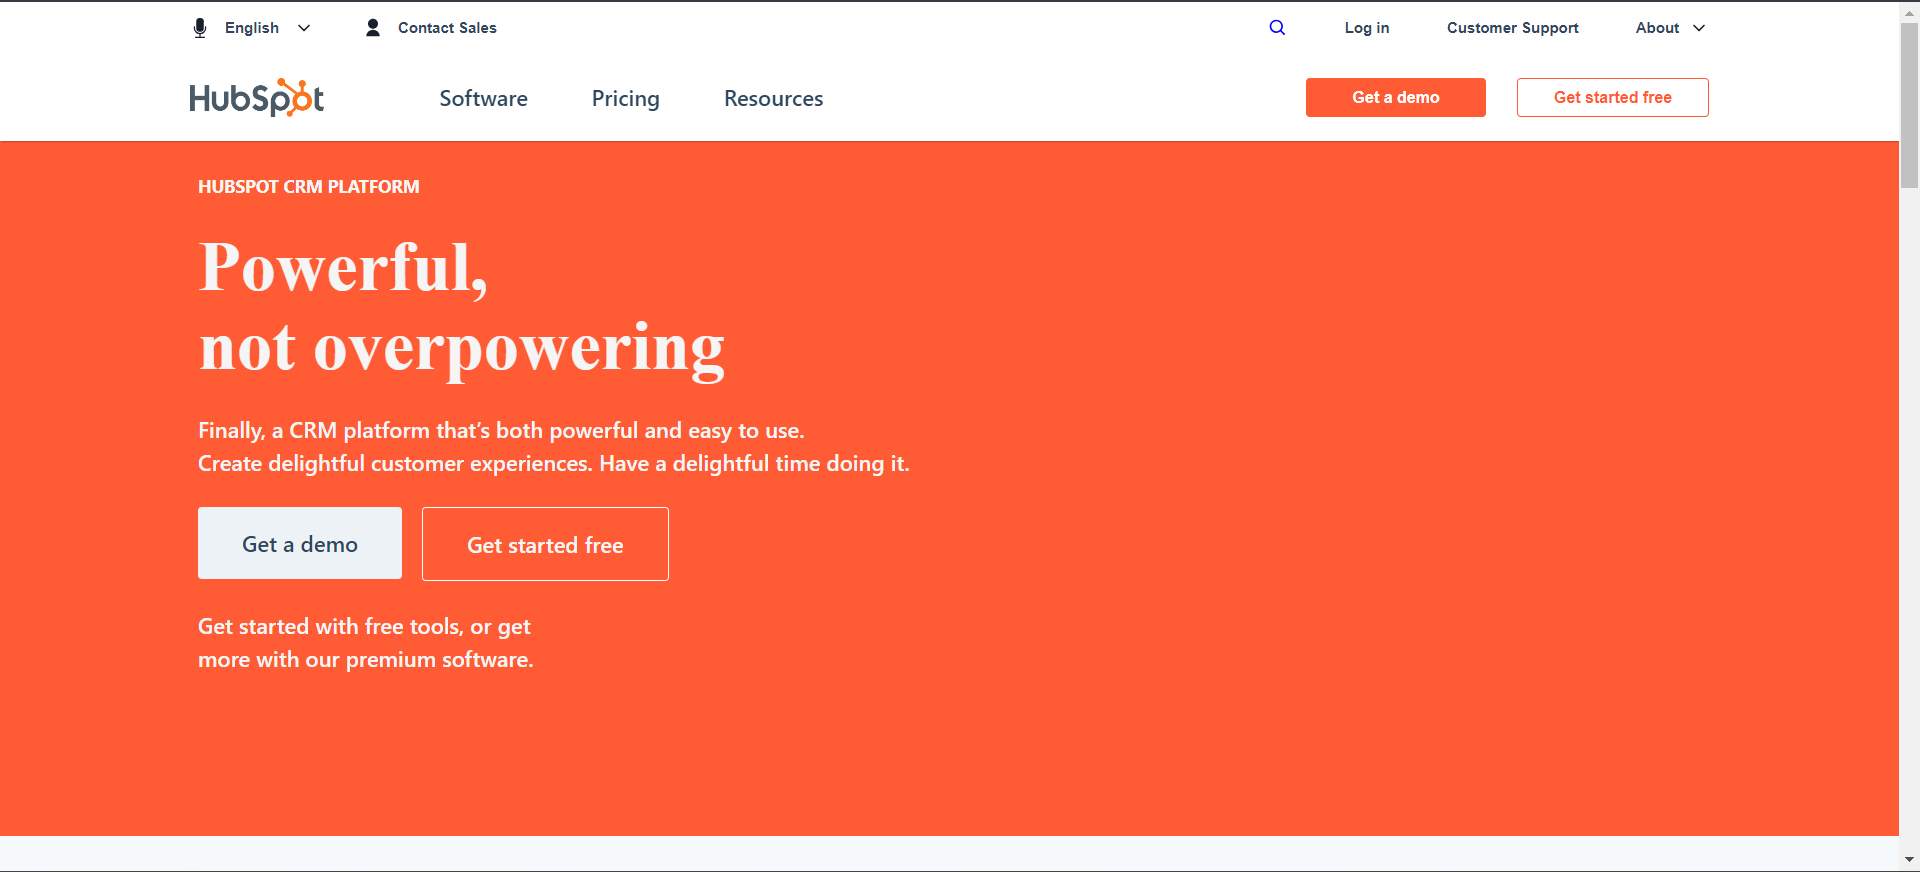 English Contact Sales Log in Customer Support About
HubSpot Software Pricing Resources Get a demo Get started free
HUBSPOT CRM PLATFORM
Powerful,
not overpowering
Finally, a CRM platform that’s both powerful and easy to use.
Create delightful customer experiences. Have a delightful time doing it.
Get a demo Get started free
Get started with free tools, or get
more with our premium software.